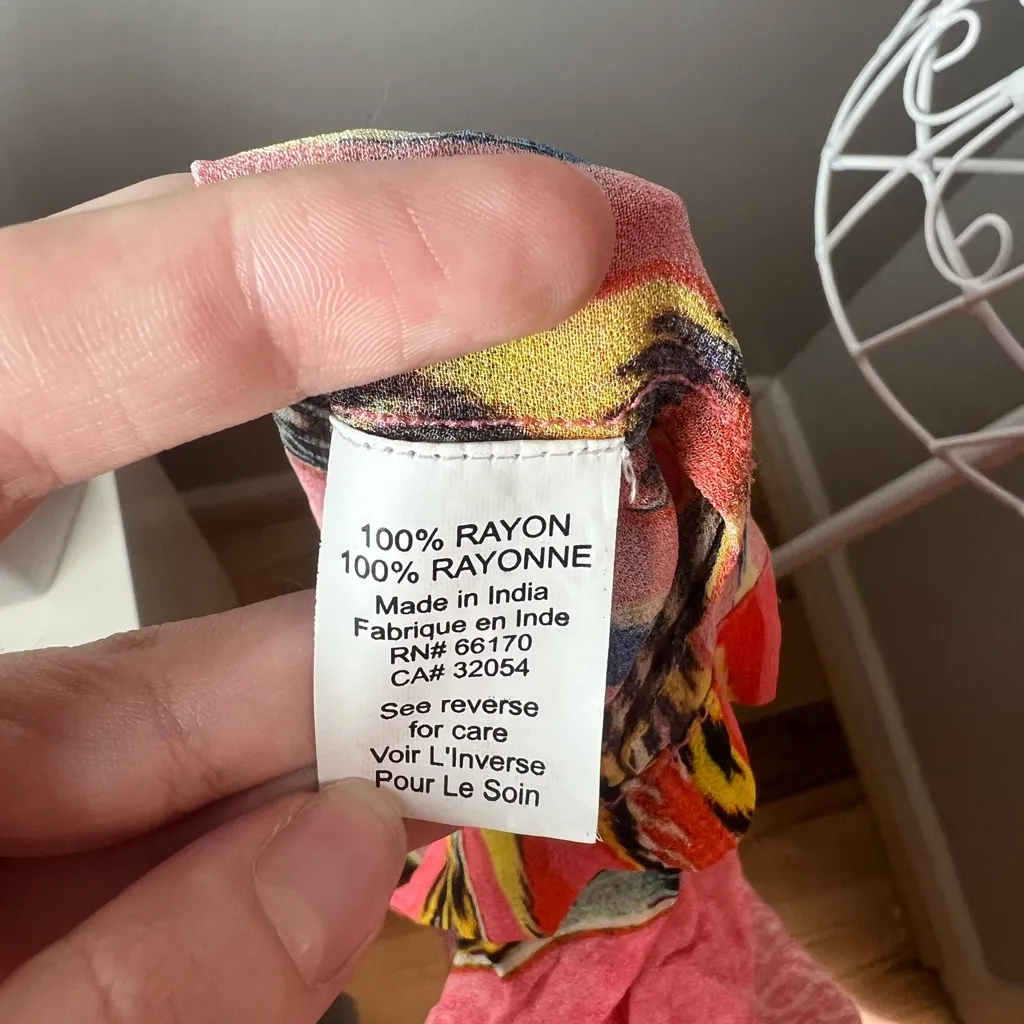 100% RAYON
100% RAYONNE
Made in India
Fabrique en Inde
RN# 66170
CA# 32054
See reverse
for care
Voir L'Inverse
Pour Le Soin